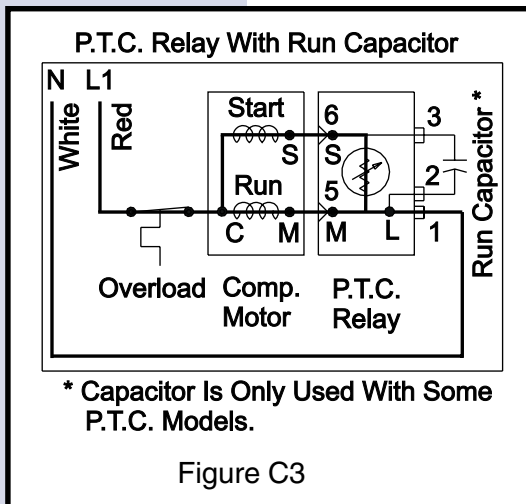 P.T.C. Relay With Run Capacitor
N L1
White
Red
Start
S
Run
C M
6
S
5
M
L
3
2
1
Run Capacitor *
Overload
Comp.
Motor
P.T.C.
Relay
* Capacitor Is Only Used With Some
P.T.C. Models.
Figure C3